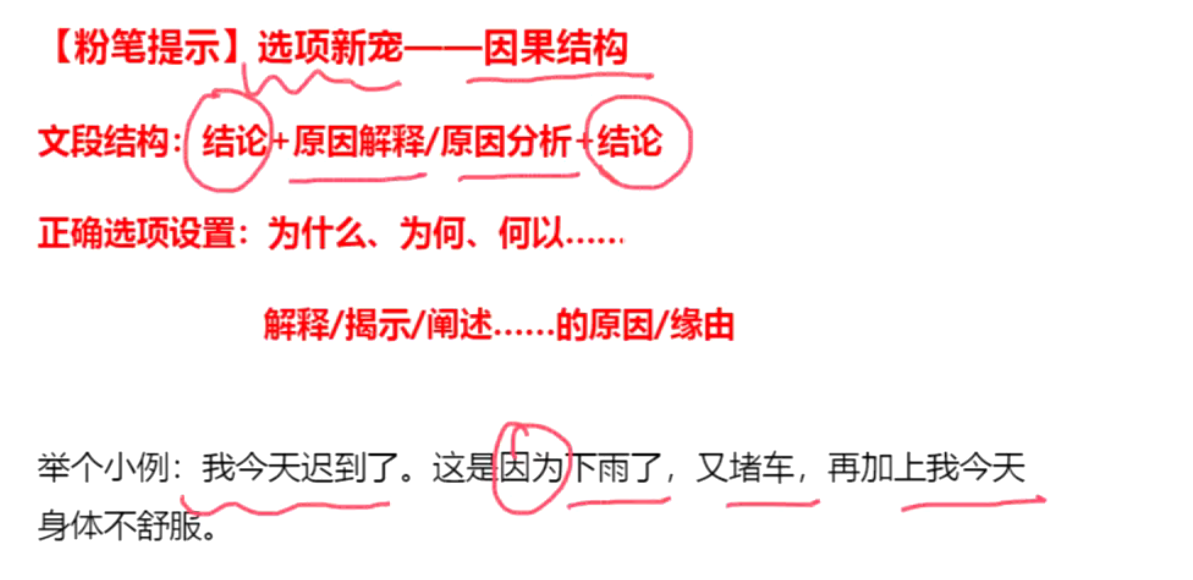 【粉笔提示】选项新宠——因果结构
文段结构：结论+原因解释/原因分析+结论
正确选项设置：为什么、为何、何以……
解释/揭示/阐述……的原因/缘由
举个小例：我今天迟到了。这是因为下雨了，又堵车，再加上我今天
身体不舒服。